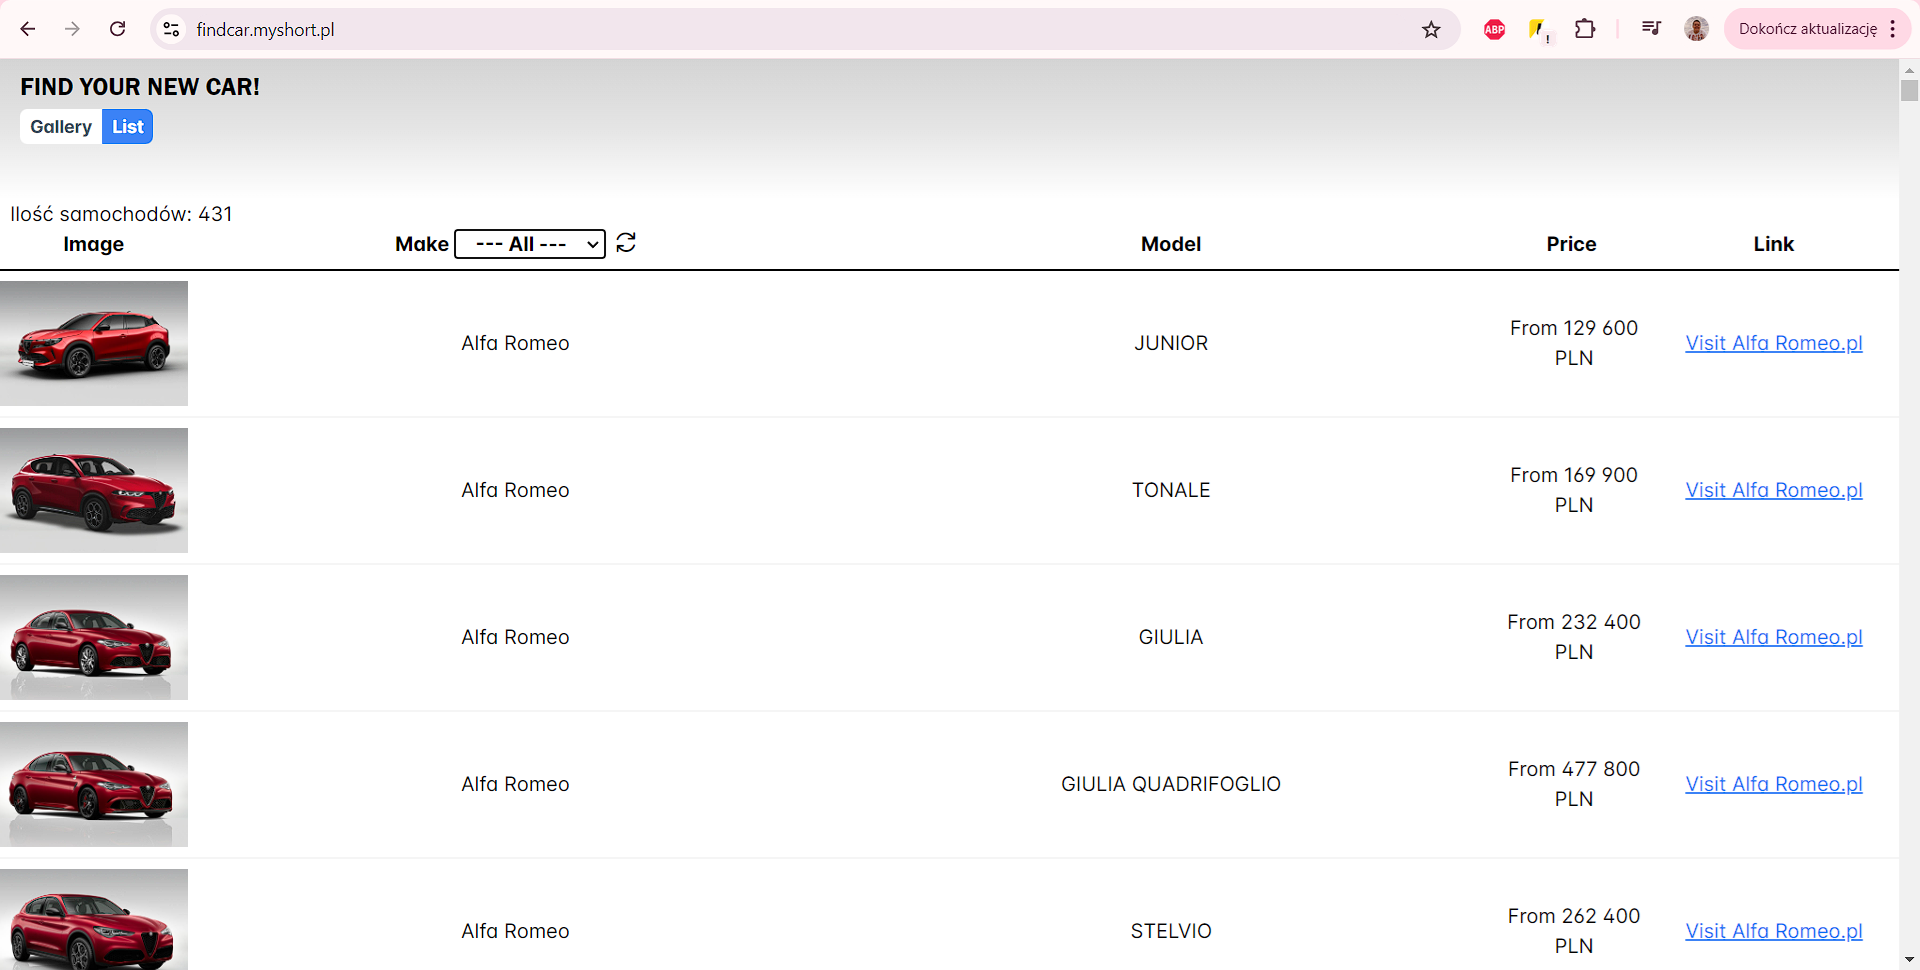 findcar.myshort.pl
ABP
!
Dokończ aktualizację
FIND YOUR NEW CAR!
Gallery List
Ilość samochodów: 431
Image Make --- All --- Model Price Link
Alfa Romeo JUNIOR From 129 600 PLN Visit Alfa Romeo.pl
Alfa Romeo TONALE From 169 900 PLN Visit Alfa Romeo.pl
Alfa Romeo GIULIA From 232 400 PLN Visit Alfa Romeo.pl
Alfa Romeo GIULIA QUADRIFOGLIO From 477 800 PLN Visit Alfa Romeo.pl
Alfa Romeo STELVIO From 262 400 PLN Visit Alfa Romeo.pl